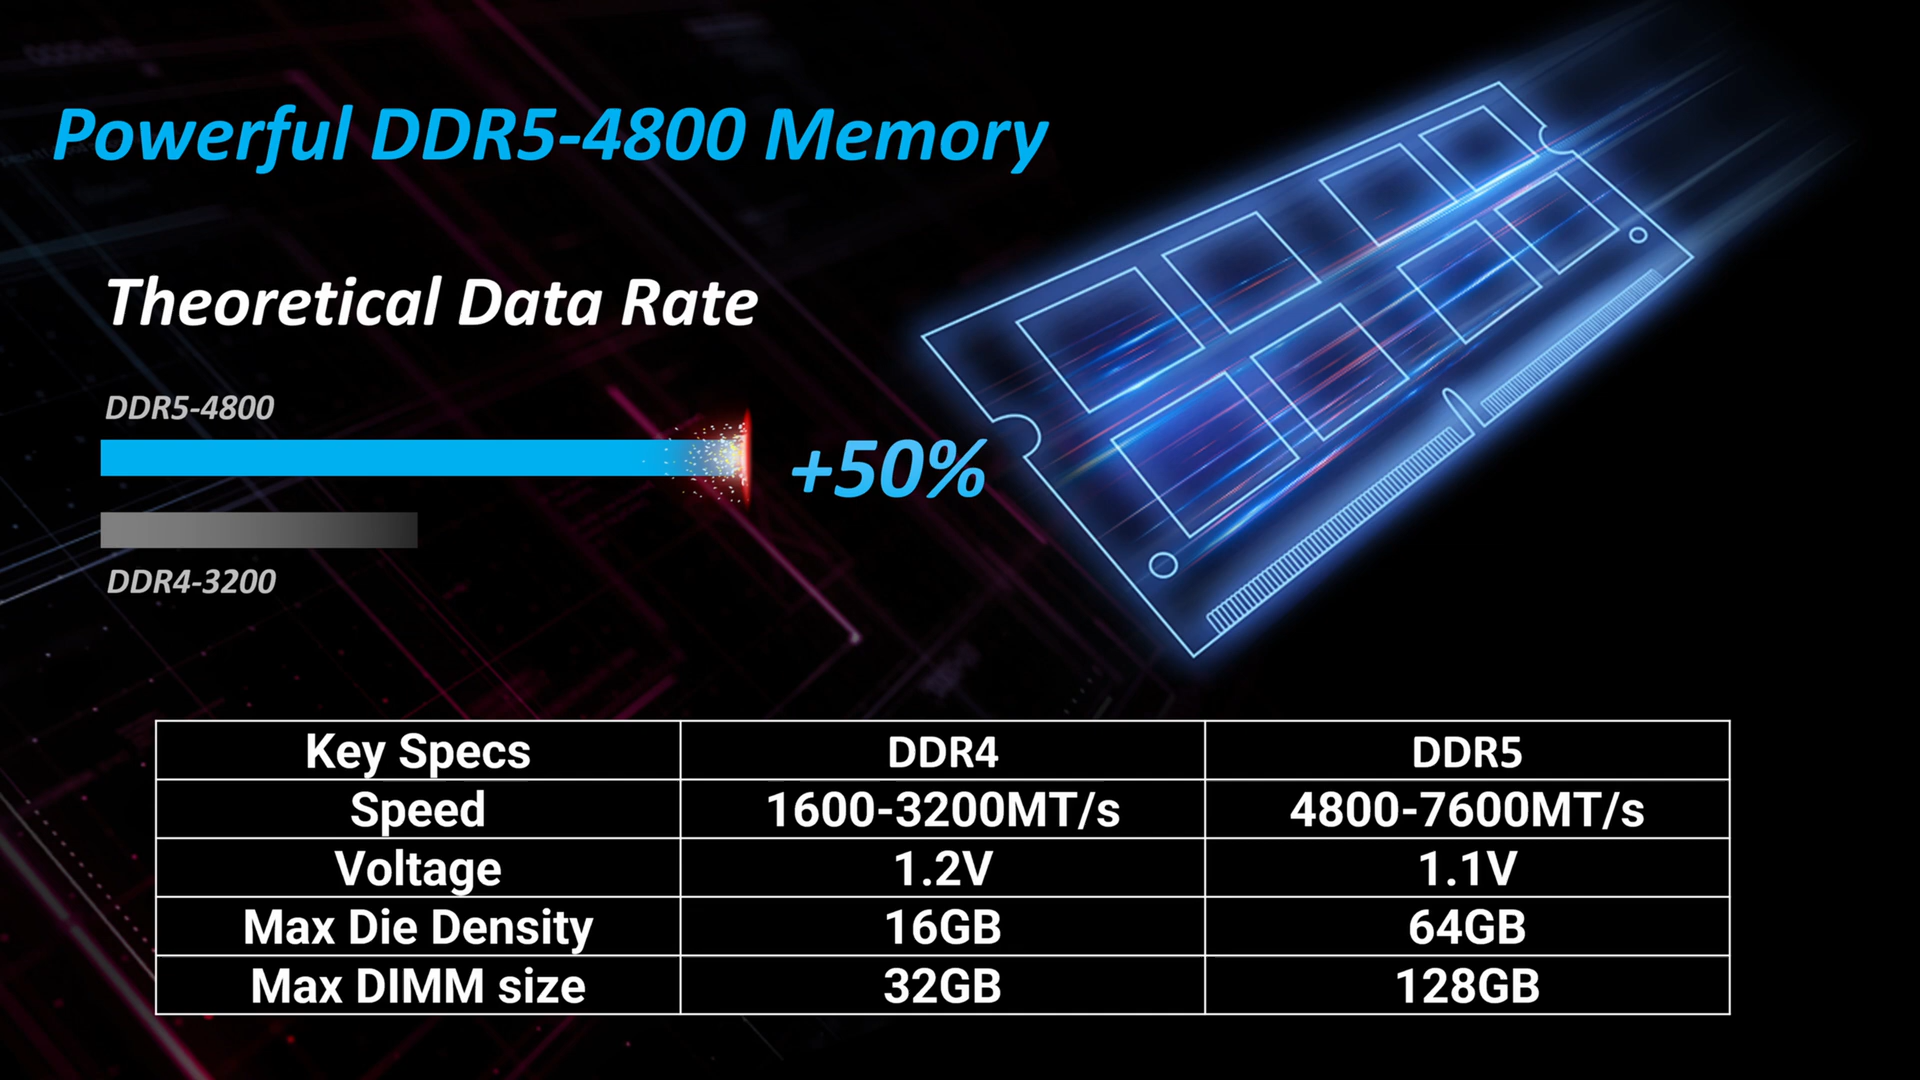 Powerful DDR5-4800 Memory
Theoretical Data Rate
DDR5-4800
+50%
DDR4-3200
Key Specs DDR4 DDR5
Speed 1600-3200MT/s 4800-7600MT/s
Voltage 1.2V 1.1V
Max Die Density 16GB 64GB
Max DIMM size 32GB 128GB